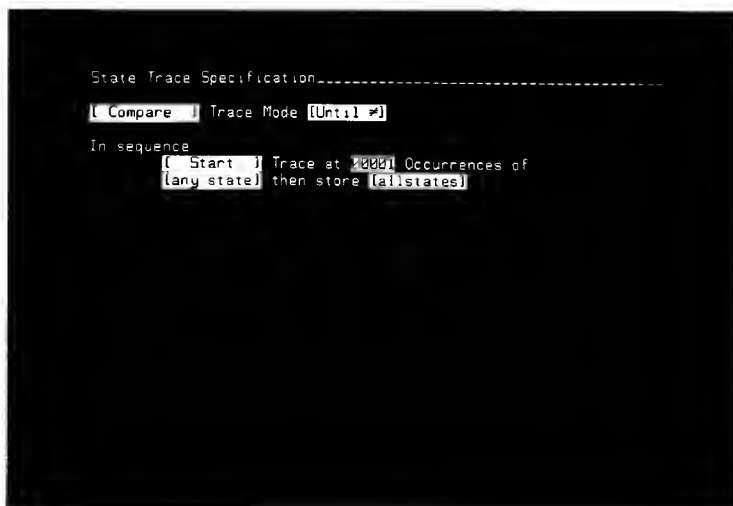 State Trace Specification
[ Compare ] Trace Mode [Until ≠]
In sequence
[ Start ] Trace at 00001 Occurrences of
[any state] then store [allstates]